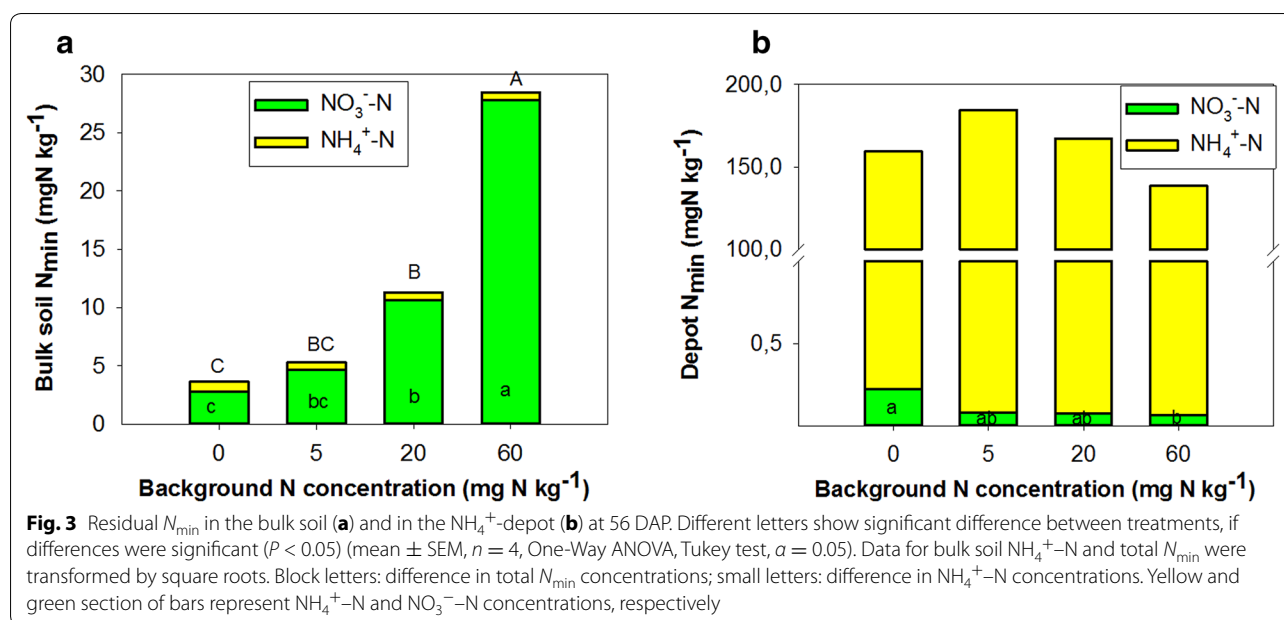 a
30
25
20
15
10
5
0
Bulk soil Nmin (mgN kg-1)
NO3--N
NH4+-N
C
BC
B
A
c
bc
b
a
0 5 20 60
Background N concentration (mg N kg-1)
b
200,0
150,0
100,0
0,5
Depot Nmin (mgN kg-1)
NO3--N
NH4+-N
a
ab
ab
b
0 5 20 60
Background N concentration (mg N kg-1)
Fig. 3 Residual Nmin in the bulk soil (a) and in the NH4+-depot (b) at 56 DAP. Different letters show significant difference between treatments, if
differences were significant (P < 0.05) (mean ± SEM, n = 4, One-Way ANOVA, Tukey test, α = 0.05). Data for bulk soil NH4+–N and total Nmin were
transformed by square roots. Block letters: difference in total Nmin concentrations; small letters: difference in NH4+–N concentrations. Yellow and
green section of bars represent NH4+–N and NO3−–N concentrations, respectively